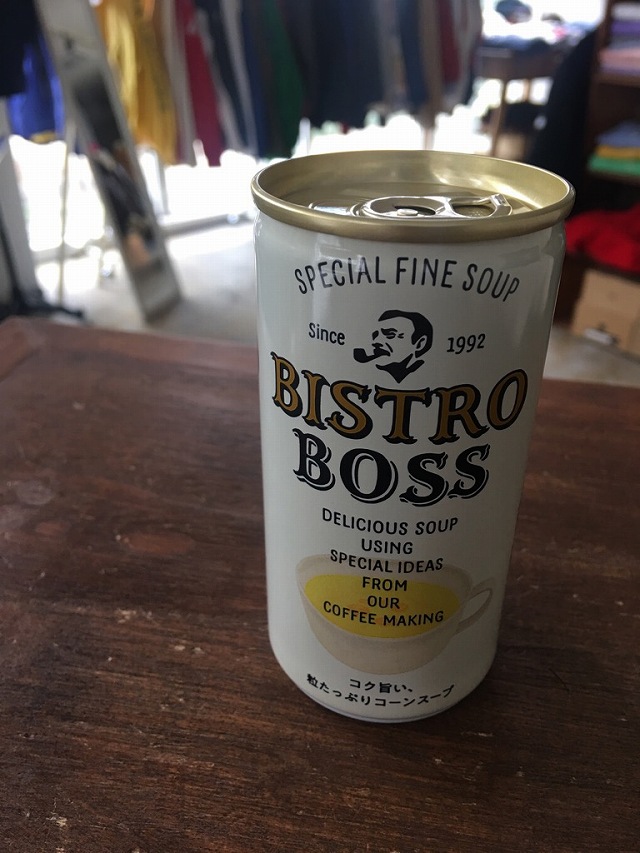 SPECIAL FINE SOUP
Since 1992
BISTRO
BOSS
DELICIOUS SOUP
USING
SPECIAL IDEAS
FROM
OUR
COFFEE MAKING
コク旨い、
粒たっぷりコーンスープ